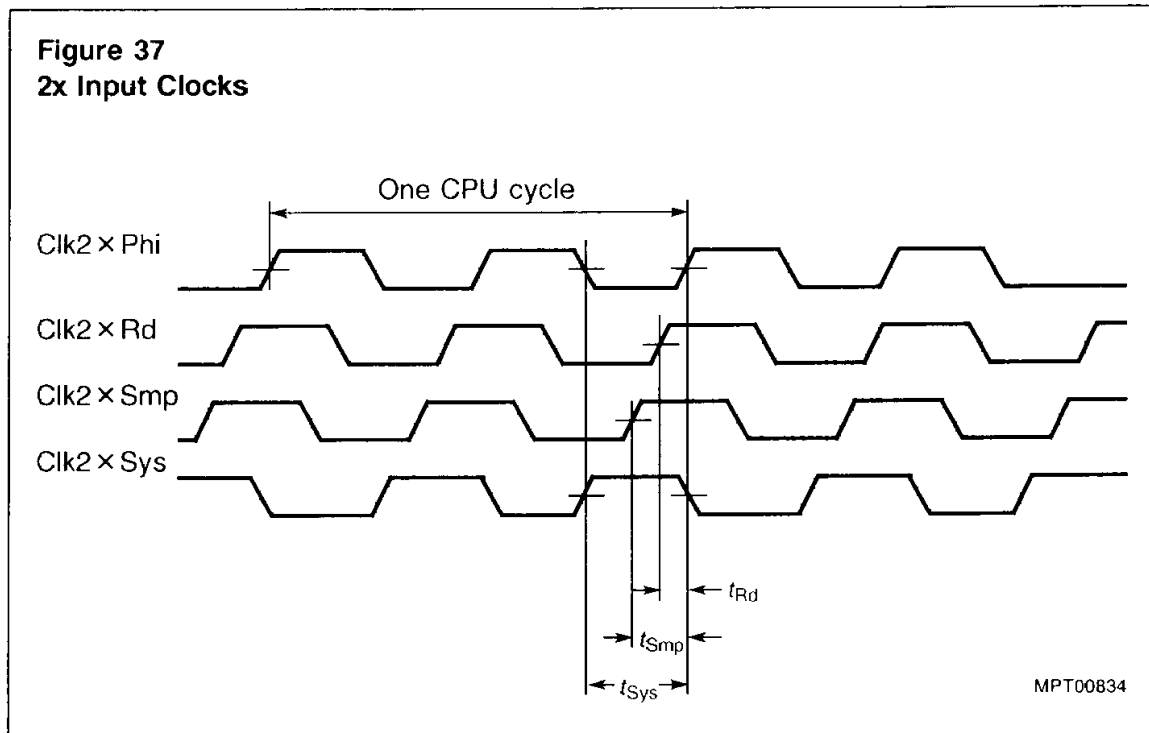 Figure 37
2x Input Clocks
One CPU cycle
Clk2 × Phi
Clk2 × Rd
Clk2 × Smp
Clk2 × Sys
tRd
tSmp
tSys
MPT00834